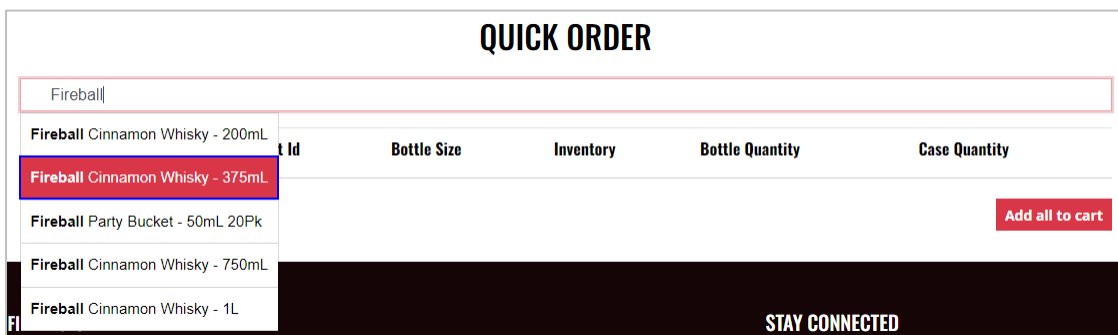 QUICK ORDER
Fireball
Fireball Cinnamon Whisky - 200mL
t Id Bottle Size Inventory Bottle Quantity Case Quantity
Fireball Cinnamon Whisky - 375mL
Fireball Party Bucket - 50mL 20Pk
Add all to cart
Fireball Cinnamon Whisky - 750mL
Fireball Cinnamon Whisky - 1L
STAY CONNECTED